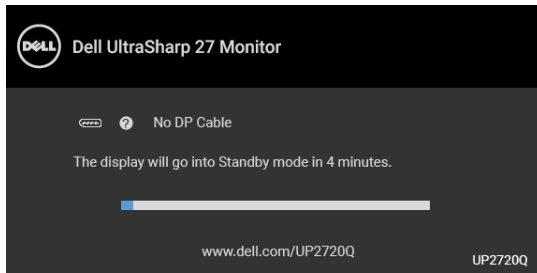 DELL Dell UltraSharp 27 Monitor
No DP Cable
The display will go into Standby mode in 4 minutes.
www.dell.com/UP2720Q
UP2720Q